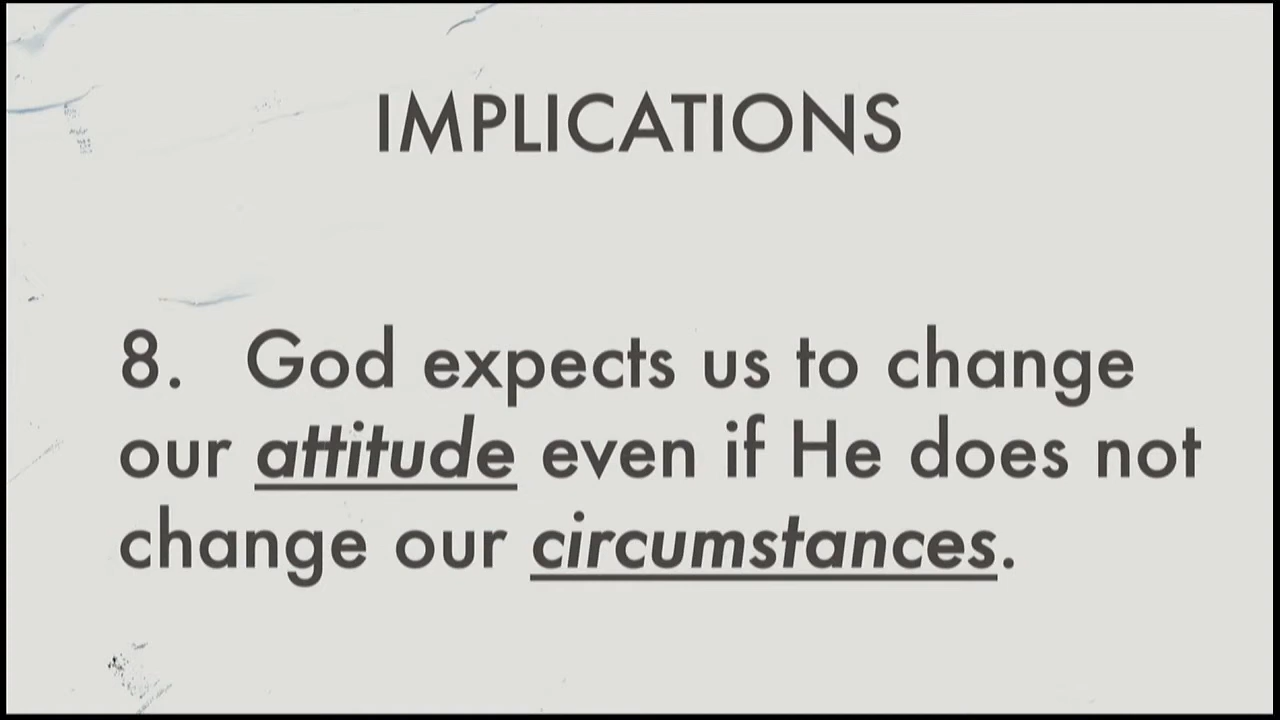 IMPLICATIONS
8. God expects us to change
our attitude even if He does not
change our circumstances.